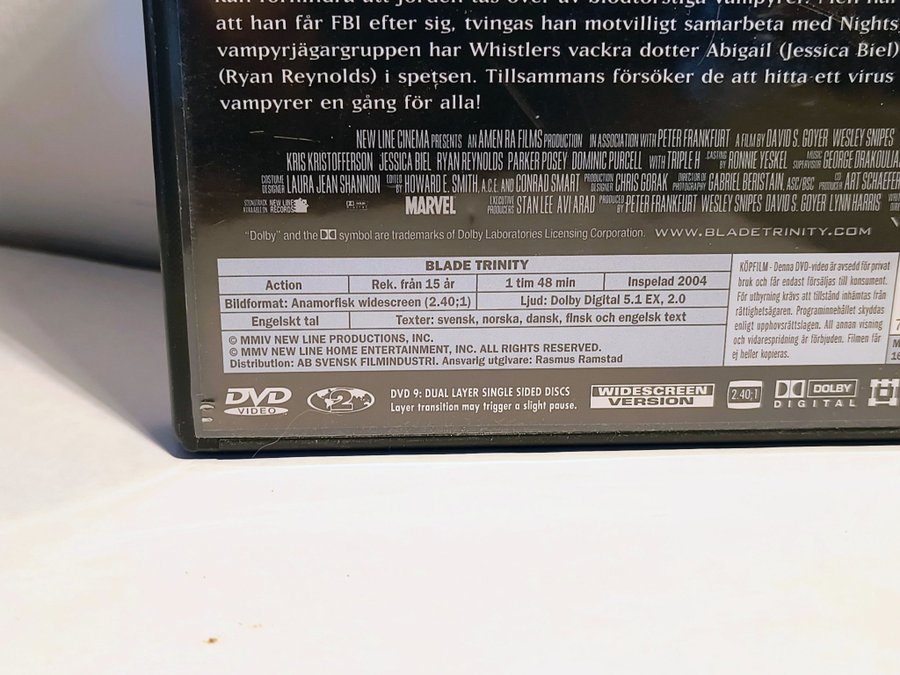 att han får FBI efter sig, tvingas han motvilligt samarbeta med Nights
vampyrjägargruppen har Whistlers vackra dotter Abigail (Jessica Biel)
(Ryan Reynolds) i spetsen. Tillsammans försöker de att hitta ett virus
vampyrer en gång för alla!
NEW LINE CINEMA PRESENTS AN AMEN RA FILMS PRODUCTION IN ASSOCIATION WITH PETER FRANKFURT A FILM BY DAVID S. GOYER WESLEY SNIPES
KRIS KRISTOFFERSON JESSICA BIEL RYAN REYNOLDS PARKER POSEY DOMINIC PURCELL WITH TRIPLE H CASTING BY RONNIE YESKEL MUSIC SUPERVISOR GEORGE DRAKOULIA
COSTUME DESIGNER LAURA JEAN SHANNON EDITED BY HOWARD E. SMITH, A.C.E. AND CONRAD SMART PRODUCTION DESIGNER CHRIS GORAK DIRECTOR OF PHOTOGRAPHY GABRIEL BERISTAIN, ASC/BSC CO PRODUCER ART SCHAEFER
SOUNDTRACK AVAILABLE ON NEW LINE RECORDS MARVEL EXECUTIVE PRODUCERS STAN LEE AVI ARAD PRODUCED BY PETER FRANKFURT WESLEY SNIPES DAVID S. GOYER LYNN HARRIS
"Dolby" and the symbol are trademarks of Dolby Laboratories Licensing Corporation. WWW.BLADETRINITY.COM
BLADE TRINITY
Action Rek. från 15 år 1 tim 48 min Inspelad 2004
Bildformat: Anamorfisk widescreen (2.40;1) Ljud: Dolby Digital 5.1 EX, 2.0
Engelskt tal Texter: svensk, norska, dansk, finsk och engelsk text
© MMIV NEW LINE PRODUCTIONS, INC.
© MMIV NEW LINE HOME ENTERTAINMENT, INC. ALL RIGHTS RESERVED.
Distribution: AB SVENSK FILMINDUSTRI. Ansvarig utgivare: Rasmus Ramstad
KÖPFILM - Denna DVD-video är avsedd för privat
bruk och får endast försäljas till konsument.
För uthyrning krävs att tillstånd inhämtas från
rättighetsägaren. Programinnehållet skyddas
enligt upphovsrättslagen. All annan visning
och vidarespridning är förbjuden. Filmen får
ej heller kopieras.
DVD VIDEO
2
DVD 9: DUAL LAYER SINGLE SIDED DISCS
Layer transition may trigger a slight pause.
WIDESCREEN
VERSION
2.40;1
DOLBY
DIGITAL